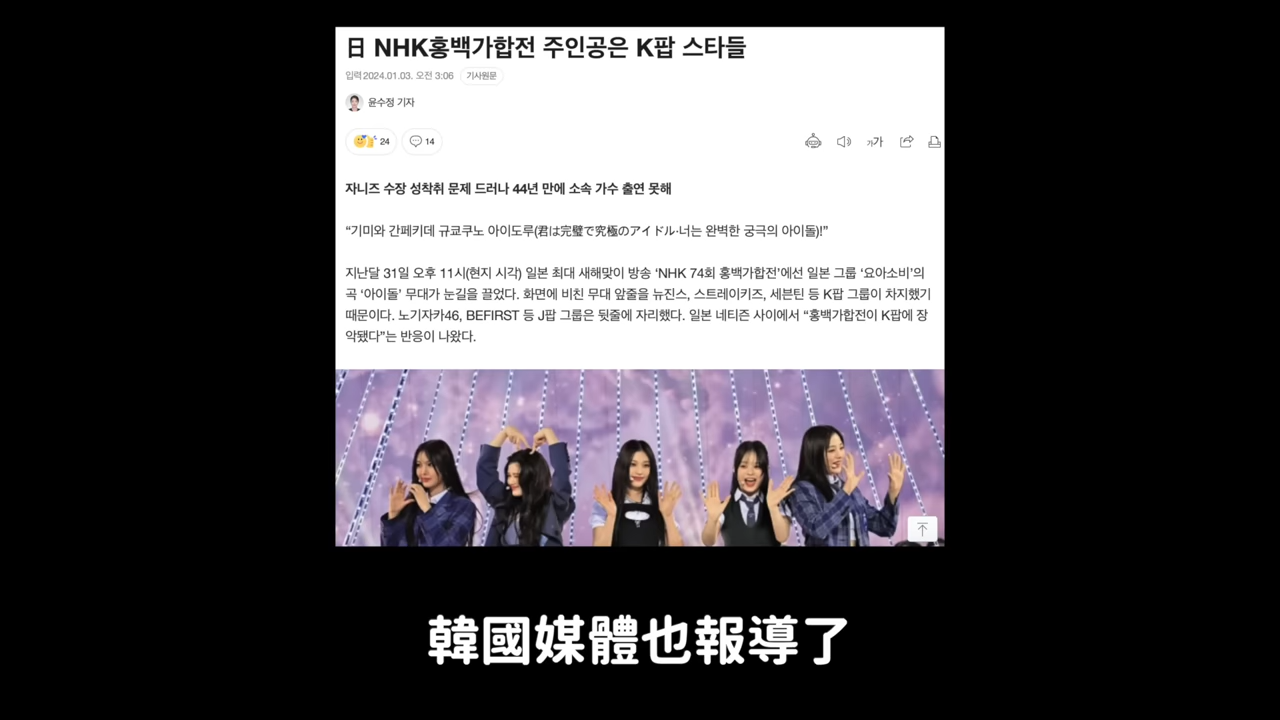 日 NHK홍백가합전 주인공은 K팝 스타들
입력2024.01.03. 오전 3:06 기사원문
윤수정 기자
24 14
가가
자니즈 수장 성착취 문제 드러나 44년 만에 소속 가수 출연 못해
“기미와 간페키데 규쿄쿠노 아이도루(君は完璧で究極のアイドル·너는 완벽한 궁극의 아이돌)!”
지난달 31일 오후 11시(현지 시각) 일본 최대 새해맞이 방송 ‘NHK 74회 홍백가합전’에선 일본 그룹 ‘요아소비’의
곡 ‘아이돌’ 무대가 눈길을 끌었다. 화면에 비친 무대 앞줄을 뉴진스, 스트레이키즈, 세븐틴 등 K팝 그룹이 차지했기
때문이다. 노기자카46, BEFIRST 등 J팝 그룹은 뒷줄에 자리했다. 일본 네티즌 사이에서 “홍백가합전이 K팝에 장
악됐다”는 반응이 나왔다.
韓國媒體也報導了